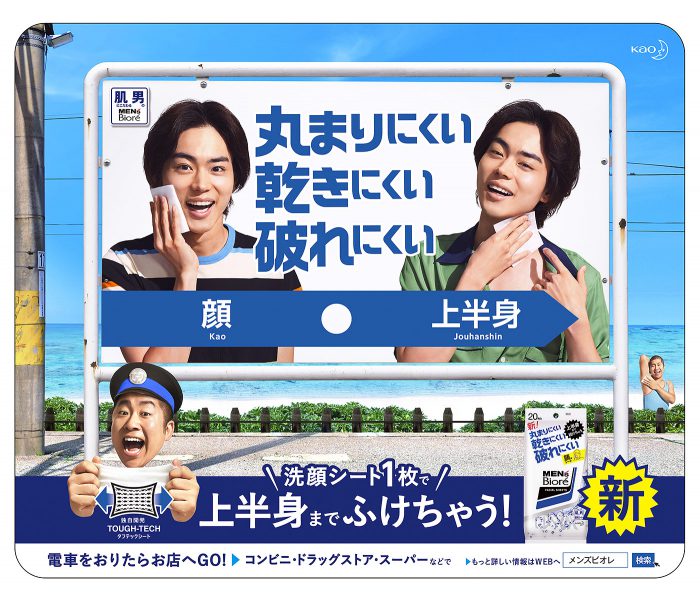 Kao
肌男
MEN's
Bioré
丸まりにくい
乾きにくい
破れにくい
顔
Kao
上半身
Jouhanshin
独自開発
TOUGH-TECH
タフテックシート
洗顔シート1枚で
上半身までふけちゃう!
20枚
新!
丸まりにくい
乾きにくい
破れにくい
MEN's
Bioré
FACIAL SHEETS
新
電車をおりたらお店へGO! ▶ コンビニ・ドラッグストア・スーパーなどで
▶もっと詳しい情報はWEBへ メンズビオレ 検索